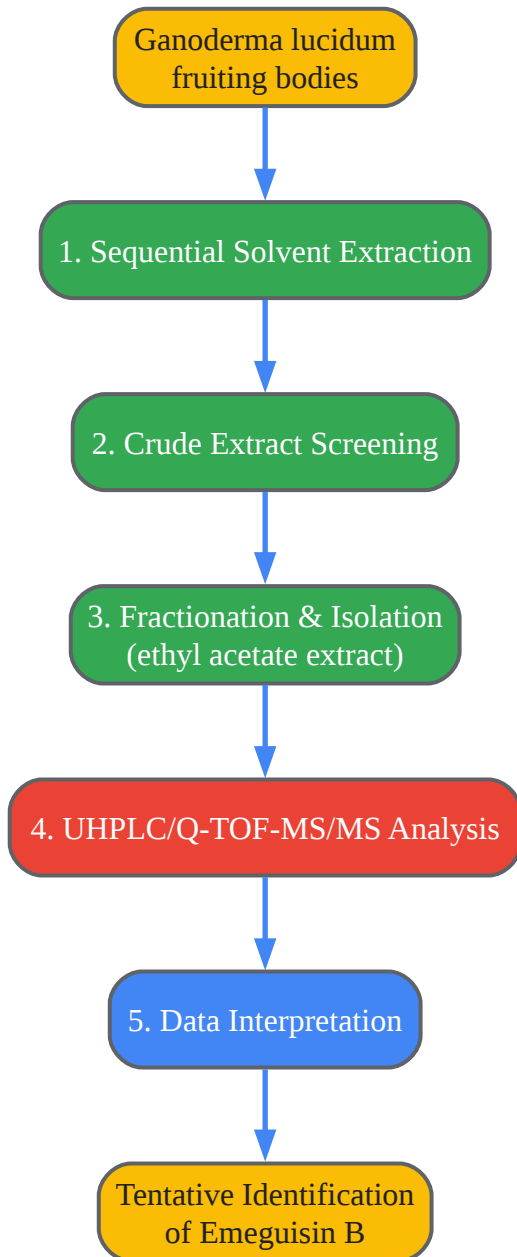 Ganoderma lucidum
fruiting bodies
1. Sequential Solvent Extraction
2. Crude Extract Screening
3. Fractionation & Isolation
(ethyl acetate extract)
4. UHPLC/Q-TOF-MS/MS Analysis
5. Data Interpretation
Tentative Identification
of Emeguisin B